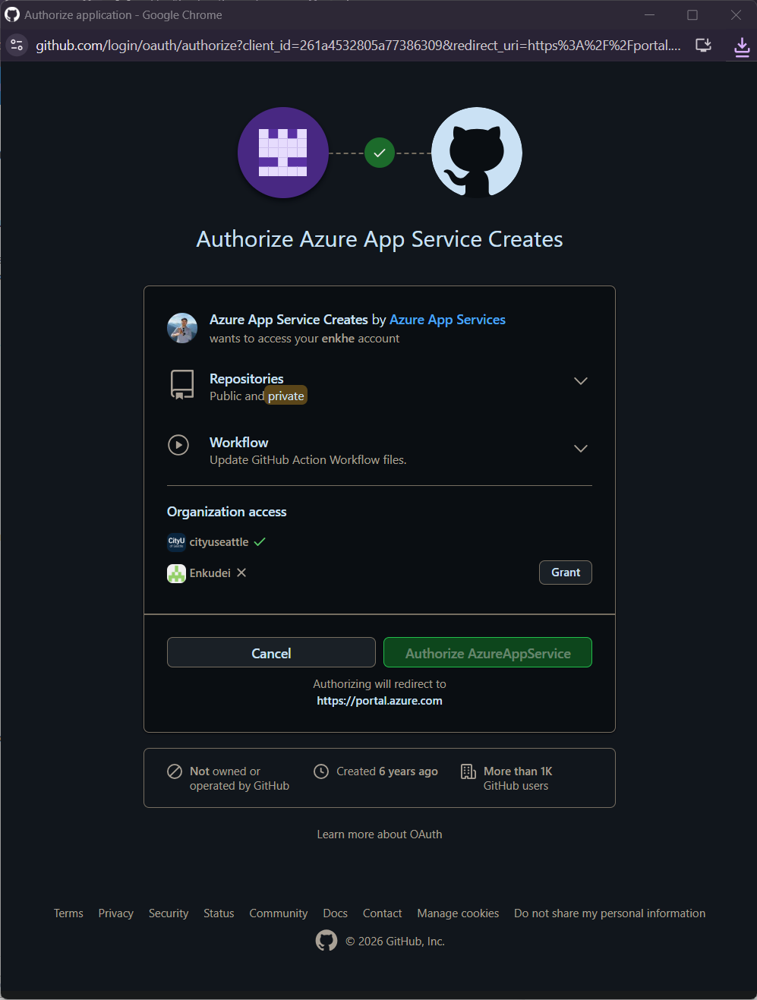 Authorize application - Google Chrome
github.com/login/oauth/authorize?client_id=261a4532805a77386309&redirect_uri=https%3A%2F%2Fportal....
Authorize Azure App Service Creates
Azure App Service Creates by Azure App Services
wants to access your enkhe account
Repositories
Public and private
Workflow
Update GitHub Action Workflow files.
Organization access
CityU
of Seattle
cityuseattle
Enkudei
Grant
Cancel
Authorize AzureAppService
Authorizing will redirect to
https://portal.azure.com
Not owned or
operated by GitHub
Created 6 years ago
More than 1K
GitHub users
Learn more about OAuth
Terms Privacy Security Status Community Docs Contact Manage cookies Do not share my personal information
© 2026 GitHub, Inc.